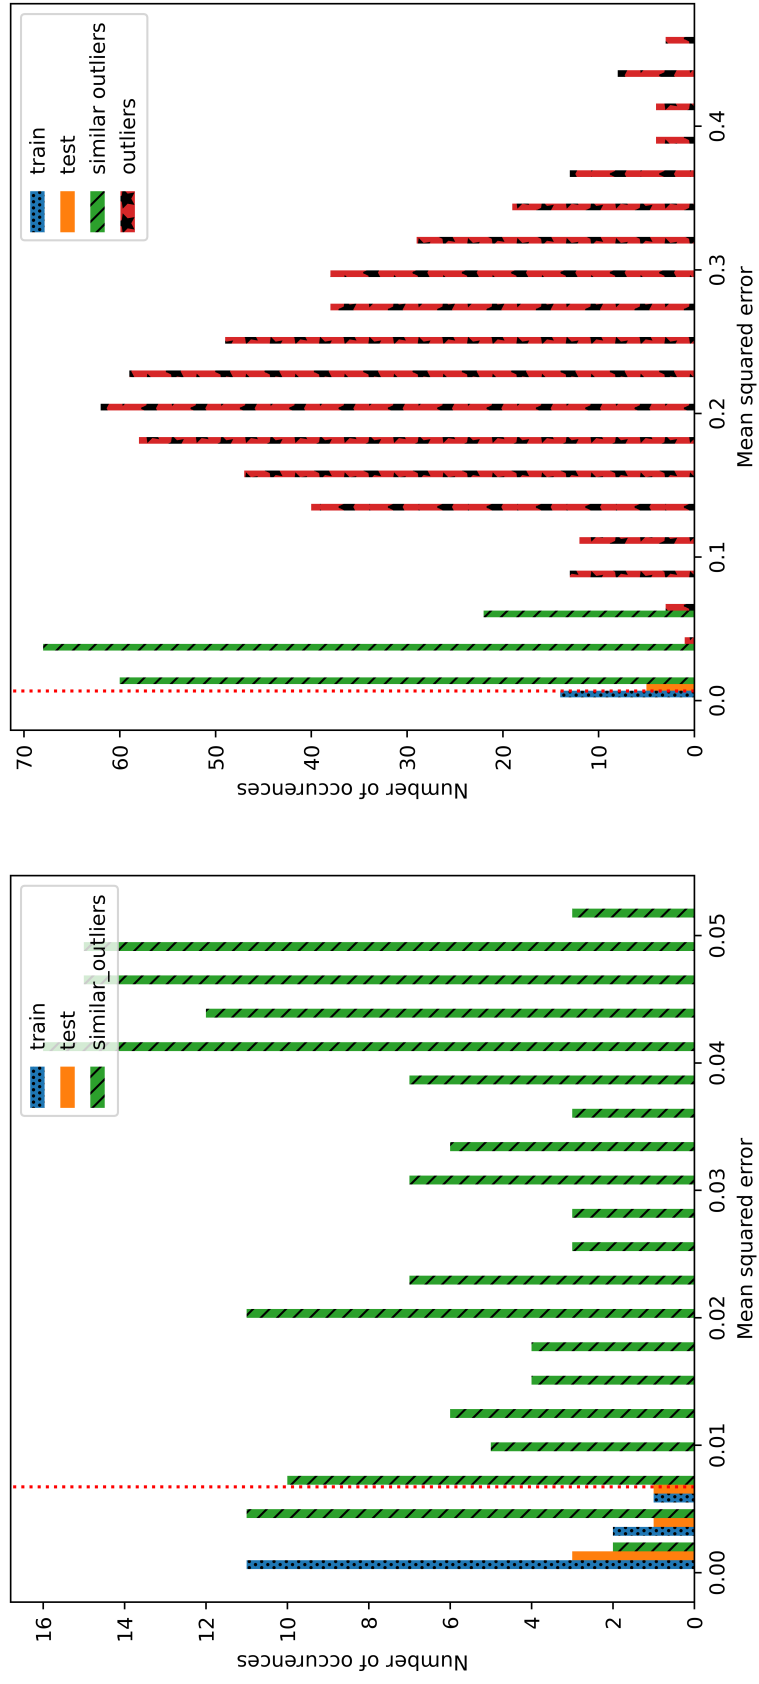 Number of occurences
16
14
12
10
8
6
4
2
0
train
test
similar_outliers
0.00 0.01 0.02 0.03 0.04 0.05
Mean squared error
Number of occurences
70
60
50
40
30
20
10
0
train
test
similar outliers
outliers
0.0 0.1 0.2 0.3 0.4
Mean squared error